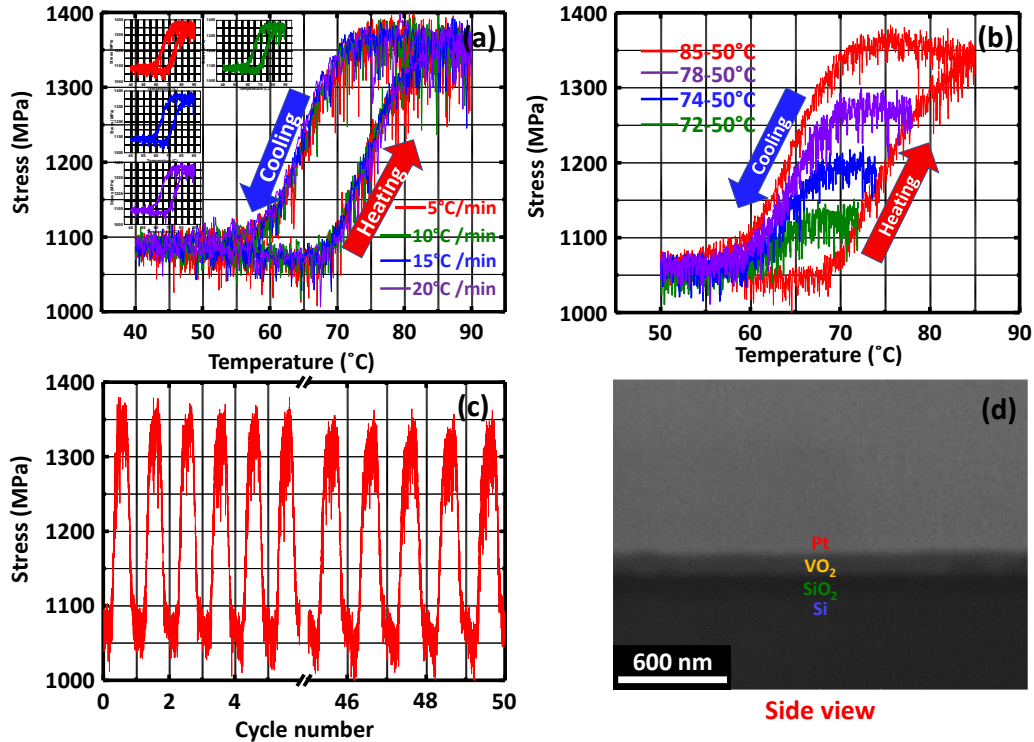 (a)
1400
1300
1200
1100
1000
Stress (MPa)
40 50 60 70 80 90
Temperature (˚C)
Cooling
Heating
5°C/min
10°C /min
15°C /min
20°C /min
(b)
1400
1300
1200
1100
1000
Stress (MPa)
50 60 70 80 90
Temperature (˚C)
85-50°C
78-50°C
74-50°C
72-50°C
Cooling
Heating
(c)
1400
1300
1200
1100
1000
Stress (MPa)
0 2 4 46 48 50
Cycle number
(d)
Pt
VO₂
SiO₂
Si
600 nm
Side view